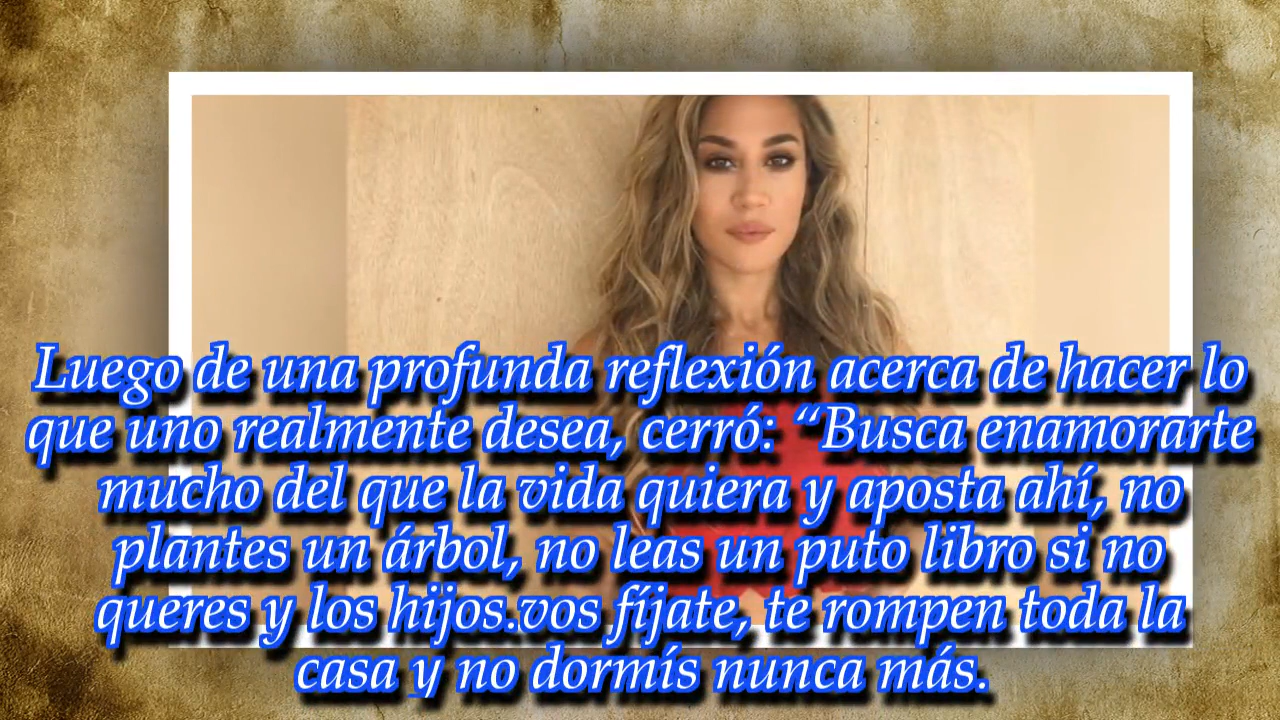 Luego de una profunda reflexión acerca de hacer lo
que uno realmente desea, cerró: “Busca enamorarte
mucho del que la vida quiera y aposta ahí, no
plantes un árbol, no leas un puto libro si no
queres y los hijos.vos fíjate, te rompen toda la
casa y no dormís nunca más.